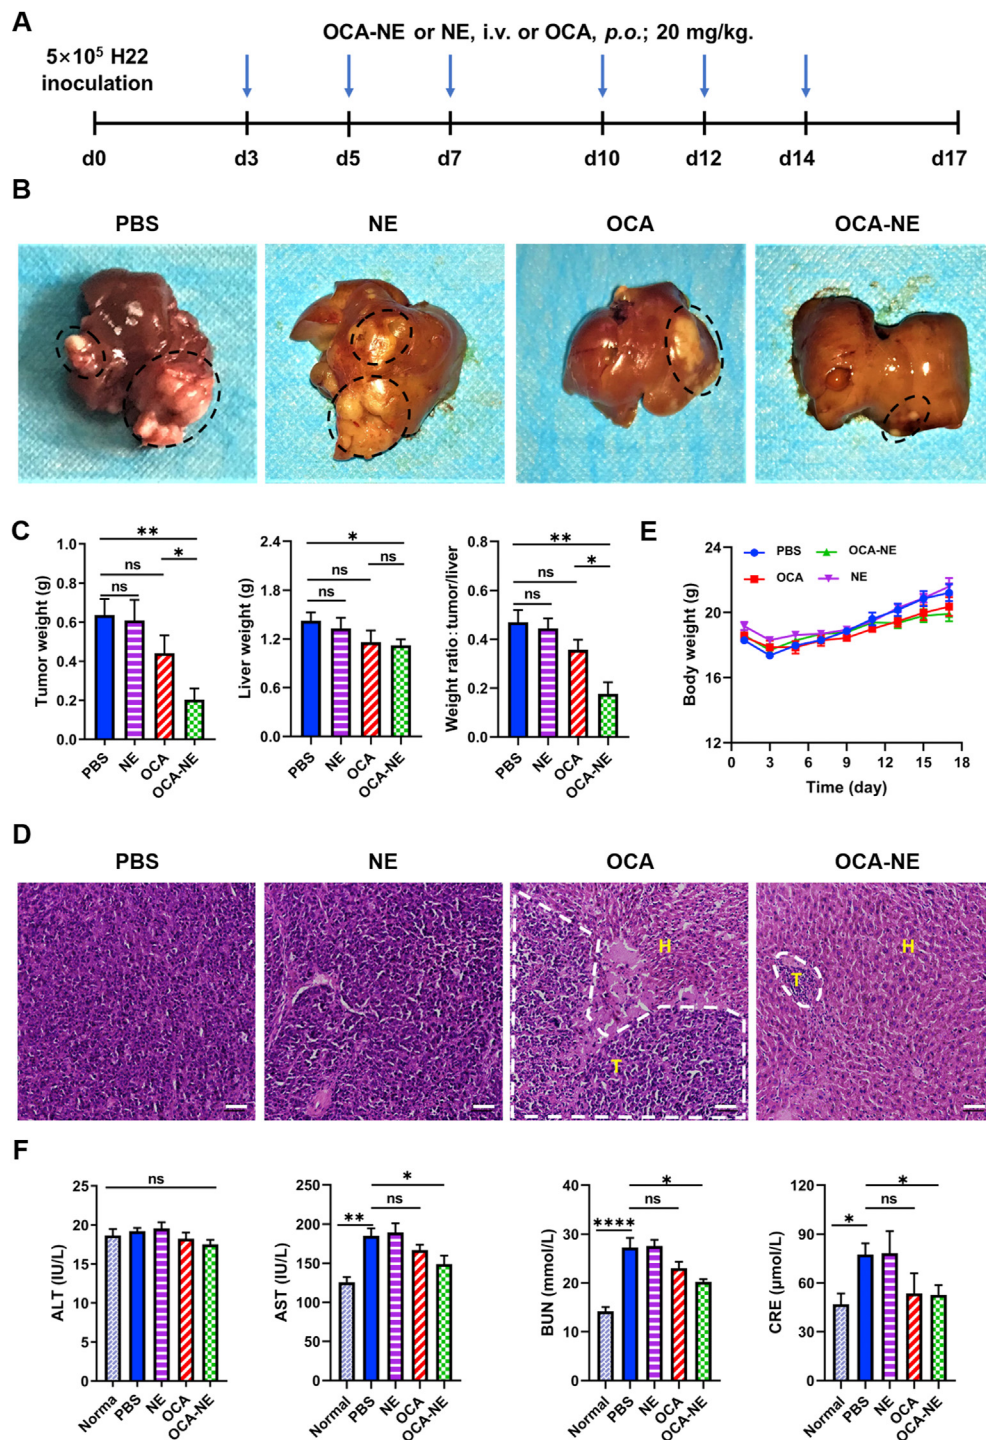 A
OCA-NE or NE, i.v. or OCA, p.o.; 20 mg/kg.
5×10⁵ H22
inoculation
d0 d3 d5 d7 d10 d12 d14 d17
B
PBS NE OCA OCA-NE
C
Tumor weight (g)
1.0
0.8
0.6
0.4
0.2
0.0
**
*
ns
ns
PBS NE OCA OCA-NE
Liver weight (g)
2.4
1.8
1.2
0.6
0.0
*
ns
ns
ns
PBS NE OCA OCA-NE
Weight ratio: tumor/liver
0.8
0.6
0.4
0.2
0.0
**
*
ns
ns
PBS NE OCA OCA-NE
E
PBS OCA-NE
OCA NE
Body weight (g)
24
20
16
12
0 3 6 9 12 15 18
Time (day)
D
PBS NE OCA OCA-NE
H
T
H
T
F
ALT (IU/L)
25
20
15
10
5
0
ns
Norma PBS NE OCA OCA-NE
AST (IU/L)
250
200
150
100
50
0
*
ns
**
Normal PBS NE OCA OCA-NE
BUN (mmol/L)
40
30
20
10
0
*
ns
****
Normal PBS NE OCA OCA-NE
CRE (μmol/L)
120
90
60
30
0
*
ns
*
Normal PBS NE OCA OCA-NE